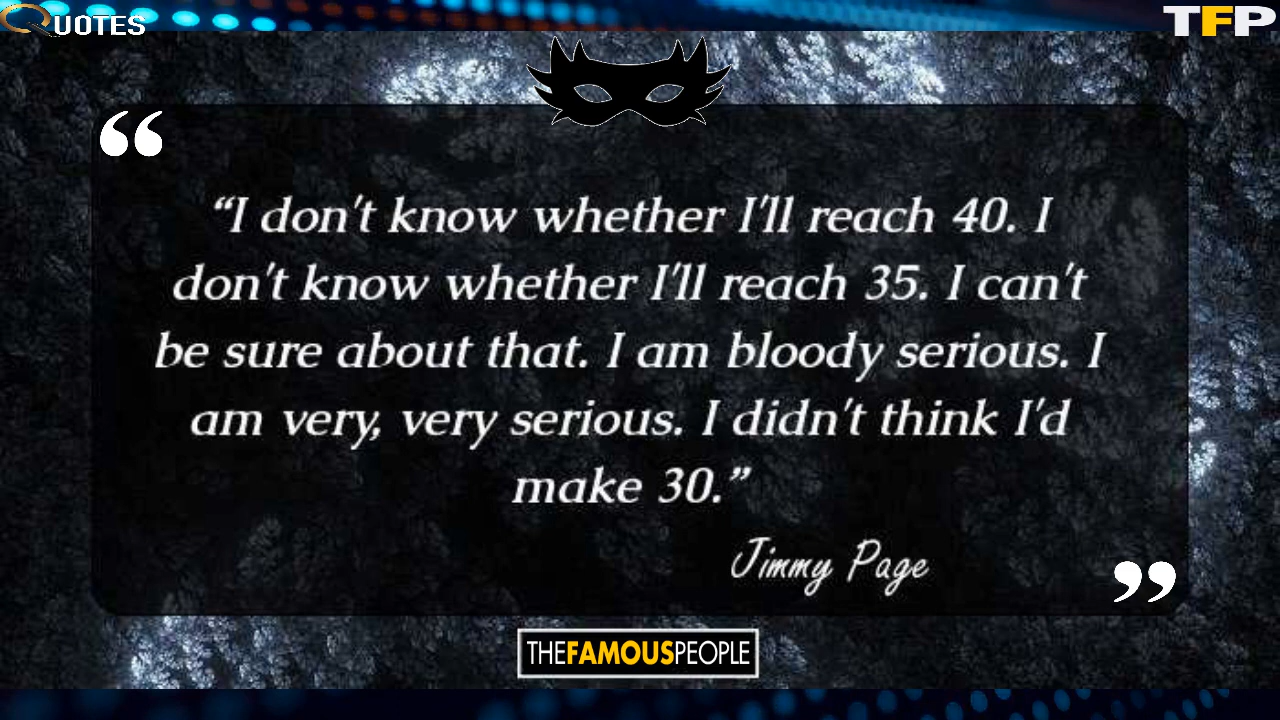 QUOTES
TFP
“I don't know whether I'll reach 40. I
don't know whether I'll reach 35. I can't
be sure about that. I am bloody serious. I
am very, very serious. I didn't think I'd
make 30.”
Jimmy Page
THEFAMOUSPEOPLE